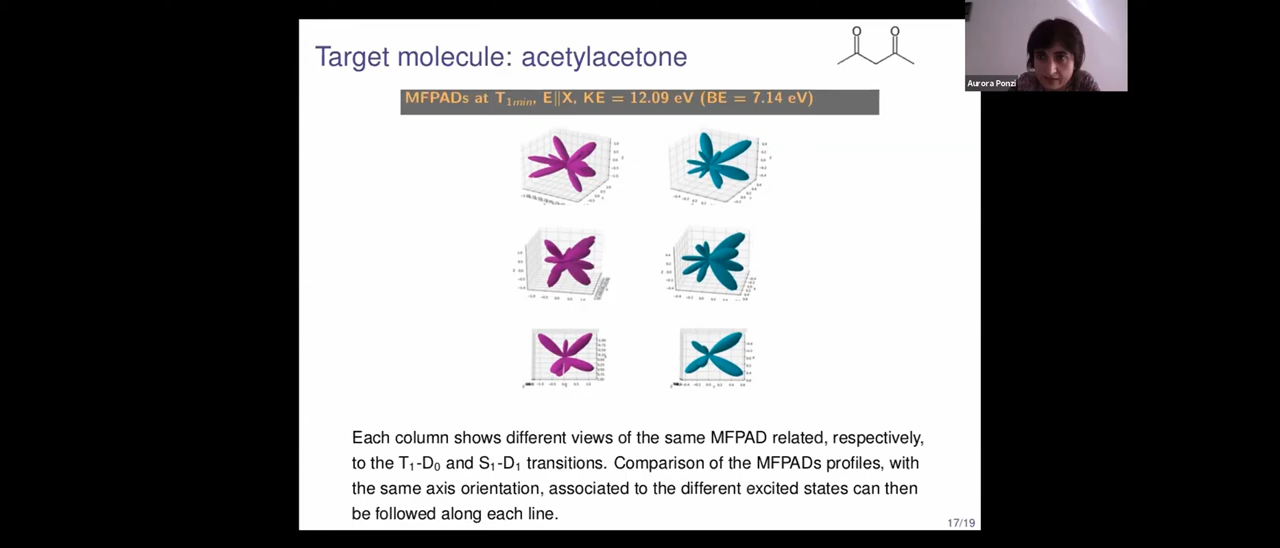 Target molecule: acetylacetone
O O
Aurora Ponzi
MFPADs at T1min, E||X, KE = 12.09 eV (BE = 7.14 eV)
Each column shows different views of the same MFPAD related, respectively,
to the T1-D0 and S1-D1 transitions. Comparison of the MFPADs profiles, with
the same axis orientation, associated to the different excited states can then
be followed along each line.
17/19